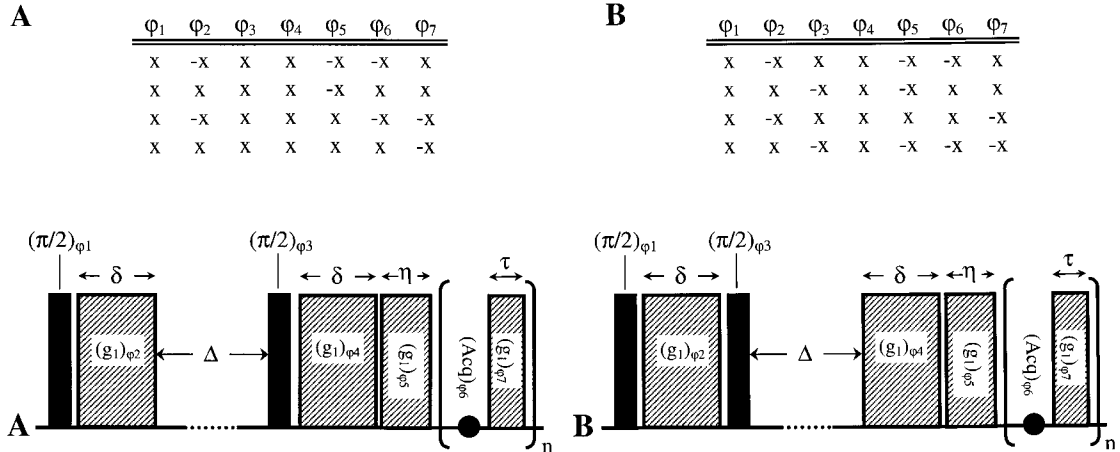 A
φ1 φ2 φ3 φ4 φ5 φ6 φ7
x -x x x -x -x x
x x x x -x x x
x -x x x x -x -x
x x x x x x -x
B
φ1 φ2 φ3 φ4 φ5 φ6 φ7
x -x x x -x -x x
x x -x x -x x x
x -x x x x x -x
x x -x x -x -x -x
(π/2)φ1 (π/2)φ3
δ δ η τ
(g1)φ2 Δ (g1)φ4 (g1)φ5 (Acq)φ6 (g1)φ7
A n
(π/2)φ1 (π/2)φ3
δ δ η τ
(g1)φ2 Δ (g1)φ4 (g1)φ5 (Acq)φ6 (g1)φ7
B n